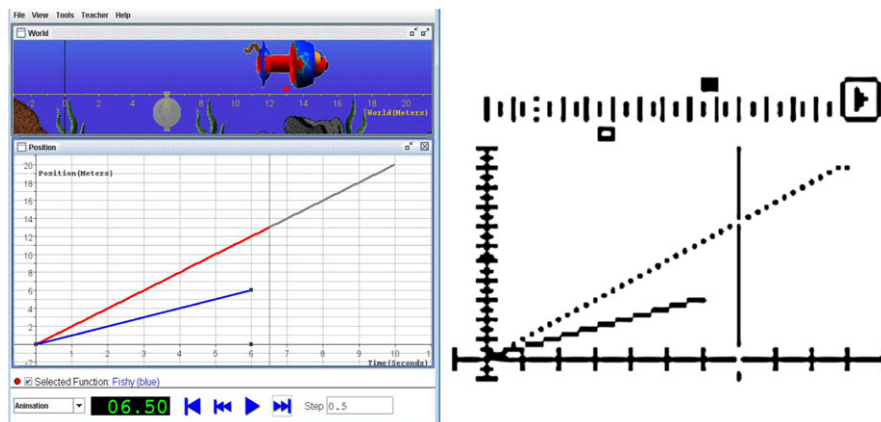 File View Tools Teacher Help
World
-2 0 2 4 6 8 10 12 14 16 18 20
World(Meters)
Position
Position(Meters)
20
18
16
14
12
10
8
6
4
2
-2
1 2 3 4 5 6 7 8 9 10 1
Time(Seconds)
Selected Function: Fishy (blue)
Animation 06.50 Step 0.5